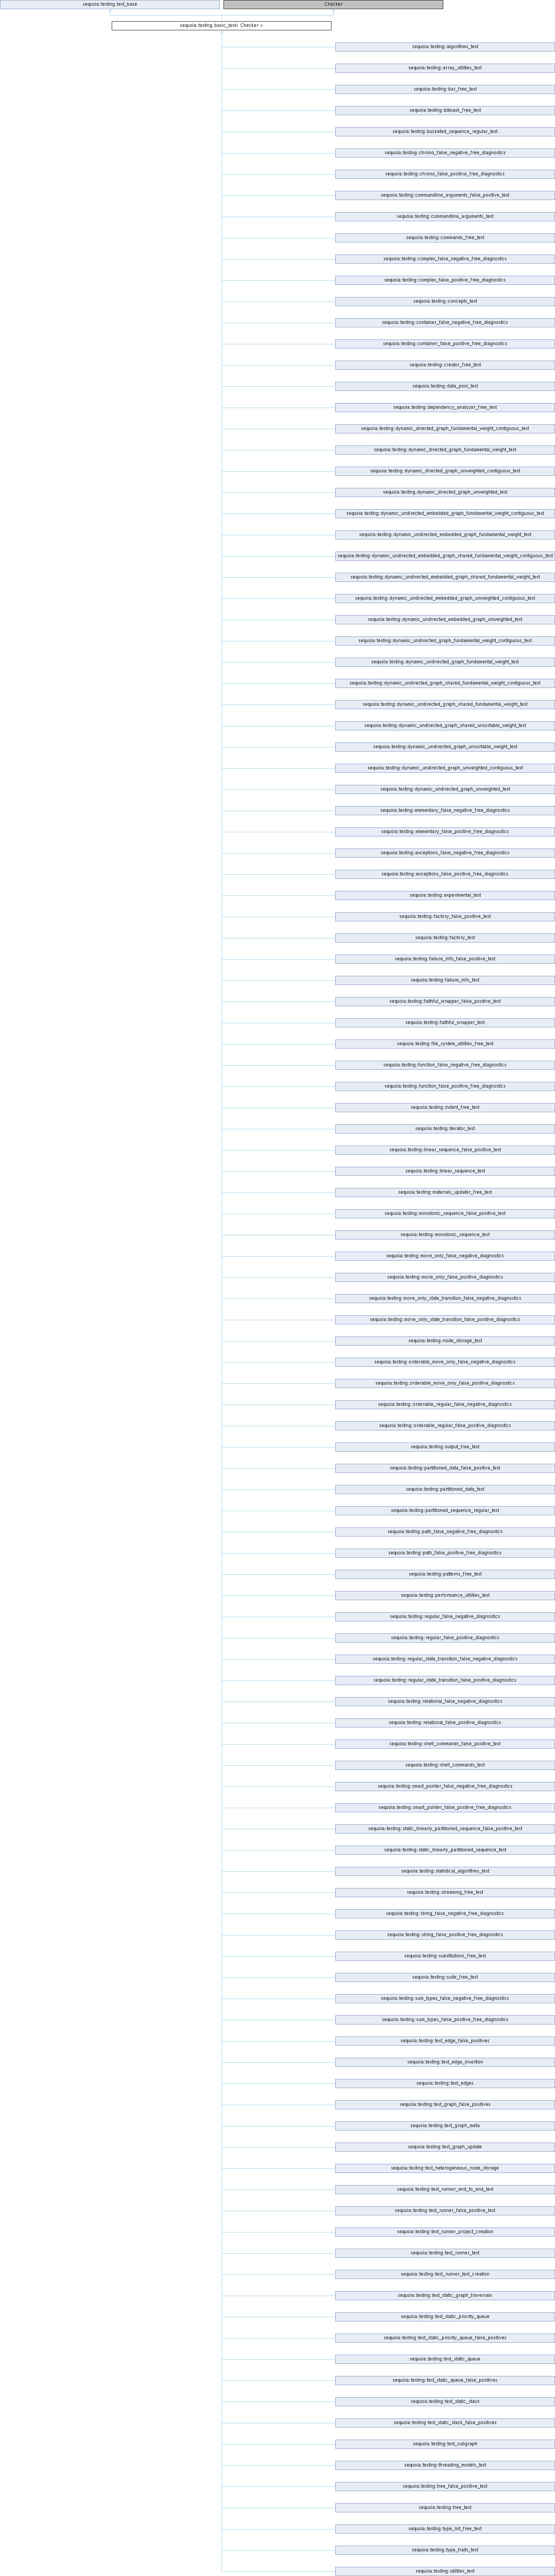 sequoia::testing::test_base
Checker
sequoia::testing::basic_test< Checker >
sequoia::testing::algorithms_test
sequoia::testing::array_utilities_test
sequoia::testing::bar_free_test
sequoia::testing::bitmask_free_test
sequoia::testing::bucketed_sequence_regular_test
sequoia::testing::chrono_false_negative_free_diagnostics
sequoia::testing::chrono_false_positive_free_diagnostics
sequoia::testing::commandline_arguments_false_positive_test
sequoia::testing::commandline_arguments_test
sequoia::testing::commands_free_test
sequoia::testing::complex_false_negative_free_diagnostics
sequoia::testing::complex_false_positive_free_diagnostics
sequoia::testing::concepts_test
sequoia::testing::container_false_negative_free_diagnostics
sequoia::testing::container_false_positive_free_diagnostics
sequoia::testing::creator_free_test
sequoia::testing::data_pool_test
sequoia::testing::dependency_analyzer_free_test
sequoia::testing::dynamic_directed_graph_fundamental_weight_contiguous_test
sequoia::testing::dynamic_directed_graph_fundamental_weight_test
sequoia::testing::dynamic_directed_graph_unweighted_contiguous_test
sequoia::testing::dynamic_directed_graph_unweighted_test
sequoia::testing::dynamic_undirected_embedded_graph_fundamental_weight_contiguous_test
sequoia::testing::dynamic_undirected_embedded_graph_fundamental_weight_test
sequoia::testing::dynamic_undirected_embedded_graph_shared_fundamental_weight_contiguous_test
sequoia::testing::dynamic_undirected_embedded_graph_shared_fundamental_weight_test
sequoia::testing::dynamic_undirected_embedded_graph_unweighted_contiguous_test
sequoia::testing::dynamic_undirected_embedded_graph_unweighted_test
sequoia::testing::dynamic_undirected_graph_fundamental_weight_contiguous_test
sequoia::testing::dynamic_undirected_graph_fundamental_weight_test
sequoia::testing::dynamic_undirected_graph_shared_fundamental_weight_contiguous_test
sequoia::testing::dynamic_undirected_graph_shared_fundamental_weight_test
sequoia::testing::dynamic_undirected_graph_shared_unsortable_weight_test
sequoia::testing::dynamic_undirected_graph_unsortable_weight_test
sequoia::testing::dynamic_undirected_graph_unweighted_contiguous_test
sequoia::testing::dynamic_undirected_graph_unweighted_test
sequoia::testing::elementary_false_negative_free_diagnostics
sequoia::testing::elementary_false_positive_free_diagnostics
sequoia::testing::exceptions_false_negative_free_diagnostics
sequoia::testing::exceptions_false_positive_free_diagnostics
sequoia::testing::experimental_test
sequoia::testing::factory_false_positive_test
sequoia::testing::factory_test
sequoia::testing::failure_info_false_positive_test
sequoia::testing::failure_info_test
sequoia::testing::faithful_wrapper_false_positive_test
sequoia::testing::faithful_wrapper_test
sequoia::testing::file_system_utilities_free_test
sequoia::testing::function_false_negative_free_diagnostics
sequoia::testing::function_false_positive_free_diagnostics
sequoia::testing::indent_free_test
sequoia::testing::iterator_test
sequoia::testing::linear_sequence_false_positive_test
sequoia::testing::linear_sequence_test
sequoia::testing::materials_updater_free_test
sequoia::testing::monotonic_sequence_false_positive_test
sequoia::testing::monotonic_sequence_test
sequoia::testing::move_only_false_negative_diagnostics
sequoia::testing::move_only_false_positive_diagnostics
sequoia::testing::move_only_state_transition_false_negative_diagnostics
sequoia::testing::move_only_state_transition_false_positive_diagnostics
sequoia::testing::node_storage_test
sequoia::testing::orderable_move_only_false_negative_diagnostics
sequoia::testing::orderable_move_only_false_positive_diagnostics
sequoia::testing::orderable_regular_false_negative_diagnostics
sequoia::testing::orderable_regular_false_positive_diagnostics
sequoia::testing::output_free_test
sequoia::testing::partitioned_data_false_positive_test
sequoia::testing::partitioned_data_test
sequoia::testing::partitioned_sequence_regular_test
sequoia::testing::path_false_negative_free_diagnostics
sequoia::testing::path_false_positive_free_diagnostics
sequoia::testing::patterns_free_test
sequoia::testing::performance_utilities_test
sequoia::testing::regular_false_negative_diagnostics
sequoia::testing::regular_false_positive_diagnostics
sequoia::testing::regular_state_transition_false_negative_diagnostics
sequoia::testing::regular_state_transition_false_positive_diagnostics
sequoia::testing::relational_false_negative_diagnostics
sequoia::testing::relational_false_positive_diagnostics
sequoia::testing::shell_commands_false_positive_test
sequoia::testing::shell_commands_test
sequoia::testing::smart_pointer_false_negative_free_diagnostics
sequoia::testing::smart_pointer_false_positive_free_diagnostics
sequoia::testing::static_linearly_partitioned_sequence_false_positive_test
sequoia::testing::static_linearly_partitioned_sequence_test
sequoia::testing::statistical_algorithms_test
sequoia::testing::streaming_free_test
sequoia::testing::string_false_negative_free_diagnostics
sequoia::testing::string_false_positive_free_diagnostics
sequoia::testing::substitutions_free_test
sequoia::testing::suite_free_test
sequoia::testing::sum_types_false_negative_free_diagnostics
sequoia::testing::sum_types_false_positive_free_diagnostics
sequoia::testing::test_edge_false_positives
sequoia::testing::test_edge_insertion
sequoia::testing::test_edges
sequoia::testing::test_graph_false_positives
sequoia::testing::test_graph_meta
sequoia::testing::test_graph_update
sequoia::testing::test_heterogeneous_node_storage
sequoia::testing::test_runner_end_to_end_test
sequoia::testing::test_runner_false_positive_test
sequoia::testing::test_runner_project_creation
sequoia::testing::test_runner_test
sequoia::testing::test_runner_test_creation
sequoia::testing::test_static_graph_traversals
sequoia::testing::test_static_priority_queue
sequoia::testing::test_static_priority_queue_false_positives
sequoia::testing::test_static_queue
sequoia::testing::test_static_queue_false_positives
sequoia::testing::test_static_stack
sequoia::testing::test_static_stack_false_positives
sequoia::testing::test_subgraph
sequoia::testing::threading_models_test
sequoia::testing::tree_false_positive_test
sequoia::testing::tree_test
sequoia::testing::type_list_free_test
sequoia::testing::type_traits_test
sequoia::testing::utilities_test